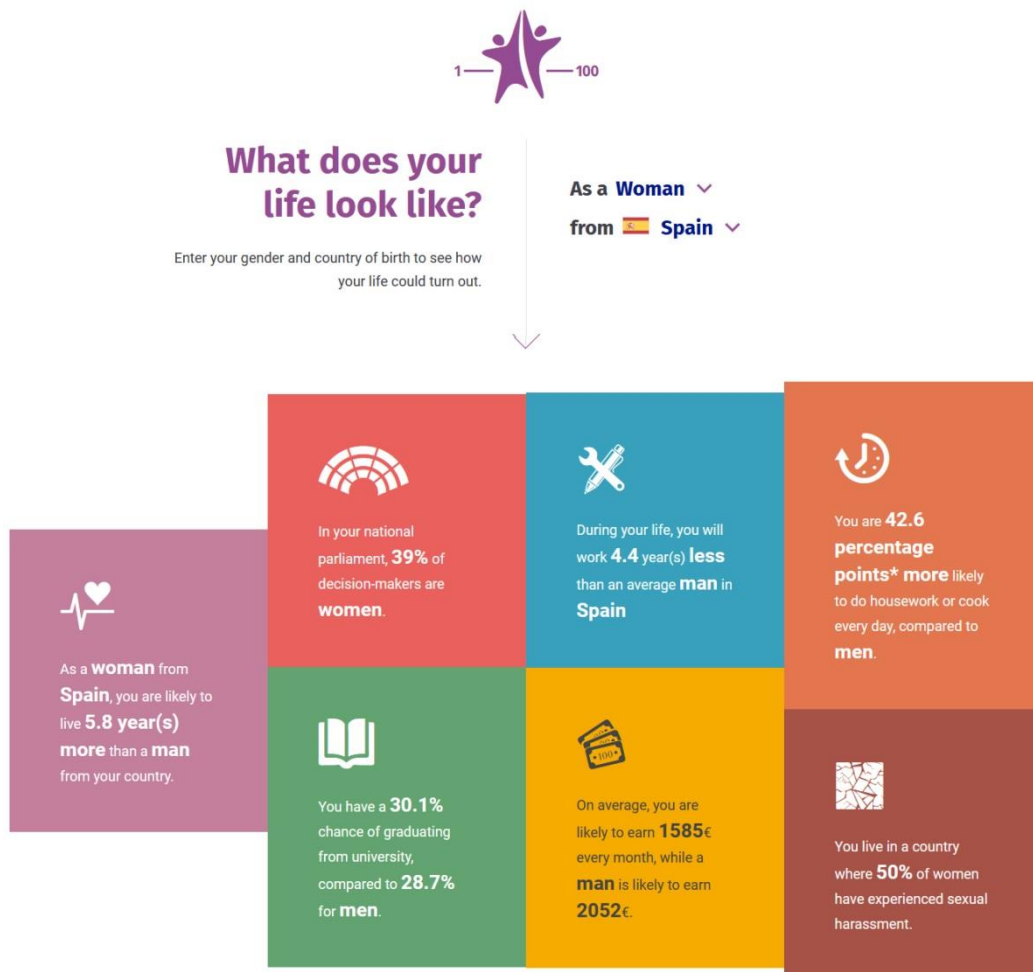 1
100
What does your
life look like?
Enter your gender and country of birth to see how
your life could turn out.
As a Woman
from Spain
As a woman from
Spain, you are likely to
live 5.8 year(s)
more than a man
from your country.
In your national
parliament, 39% of
decision-makers are
women.
During your life, you will
work 4.4 year(s) less
than an average man in
Spain
You are 42.6
percentage
points* more likely
to do housework or cook
every day, compared to
men.
You have a 30.1%
chance of graduating
from university,
compared to 28.7%
for men.
100
On average, you are
likely to earn 1585€
every month, while a
man is likely to earn
2052€.
You live in a country
where 50% of women
have experienced sexual
harassment.